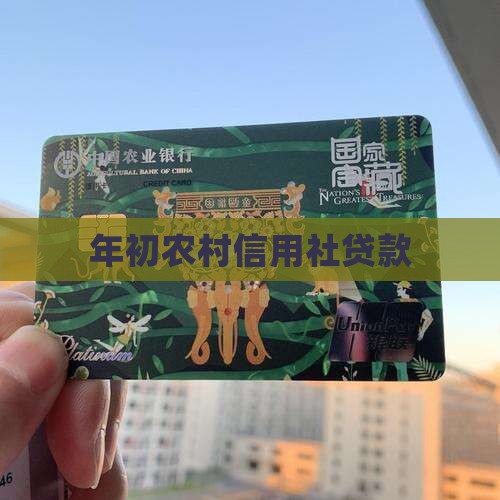 中国农业银行
AGRICULTURAL BANK OF CHINA
CREDIT CARD
国家宝藏
NATION'S
GREATEST TREASURES
年初农村信用社贷款
UnionPay
银联
Platinum
46